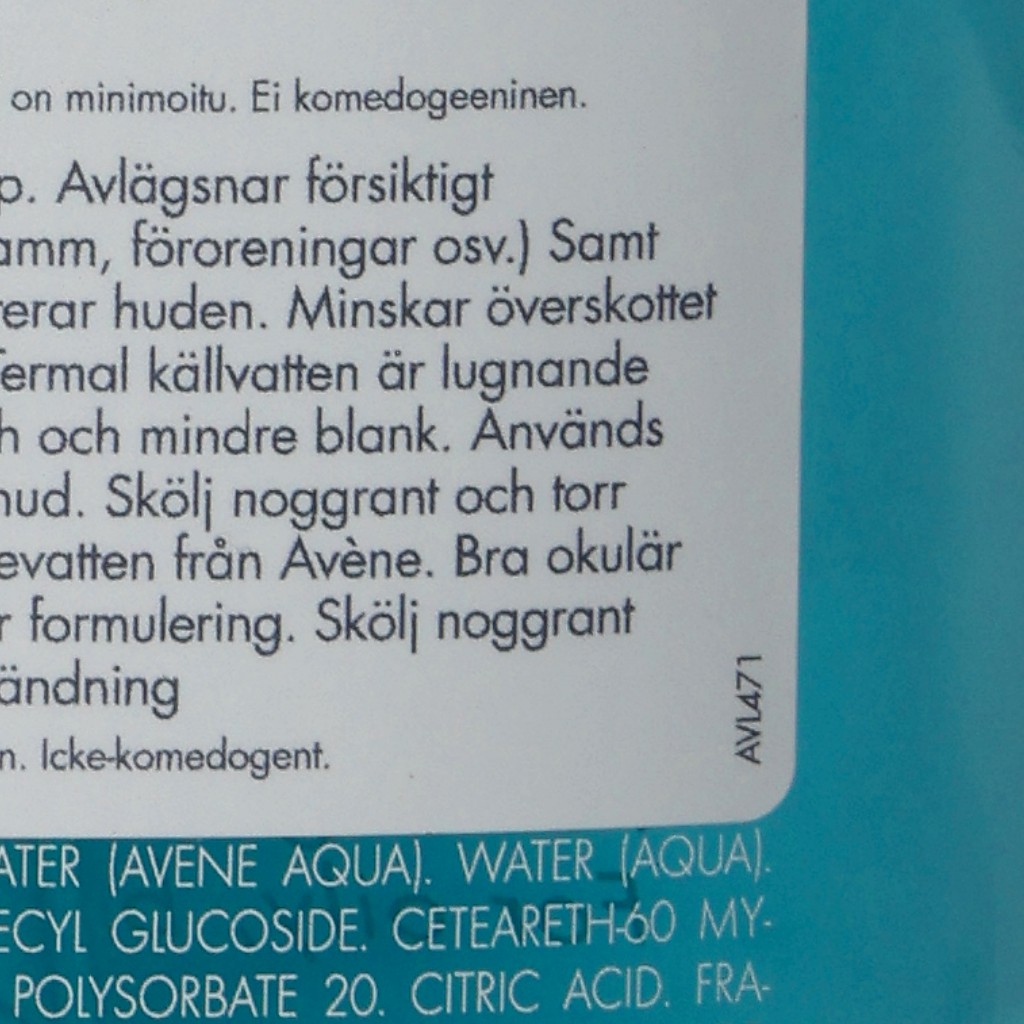 on minimoitu. Ei komedogeeninen.
p. Avlägsnar försiktigt
amm, föroreningar osv.) Samt
rerar huden. Minskar överskottet
Termal källvatten är lugnande
h och mindre blank. Används
hud. Skölj noggrant och torr
evatten från Avène. Bra okulär
r formulering. Skölj noggrant
ändning
n. Icke-komedogent.
AVL471
ATER (AVENE AQUA). WATER (AQUA).
ECYL GLUCOSIDE. CETEARETH-60 MY-
POLYSORBATE 20. CITRIC ACID. FRA-